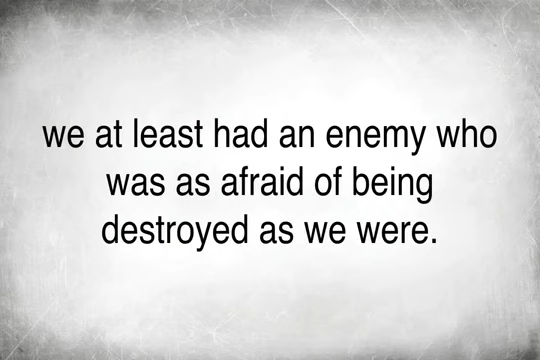 we at least had an enemy who
was as afraid of being
destroyed as we were.